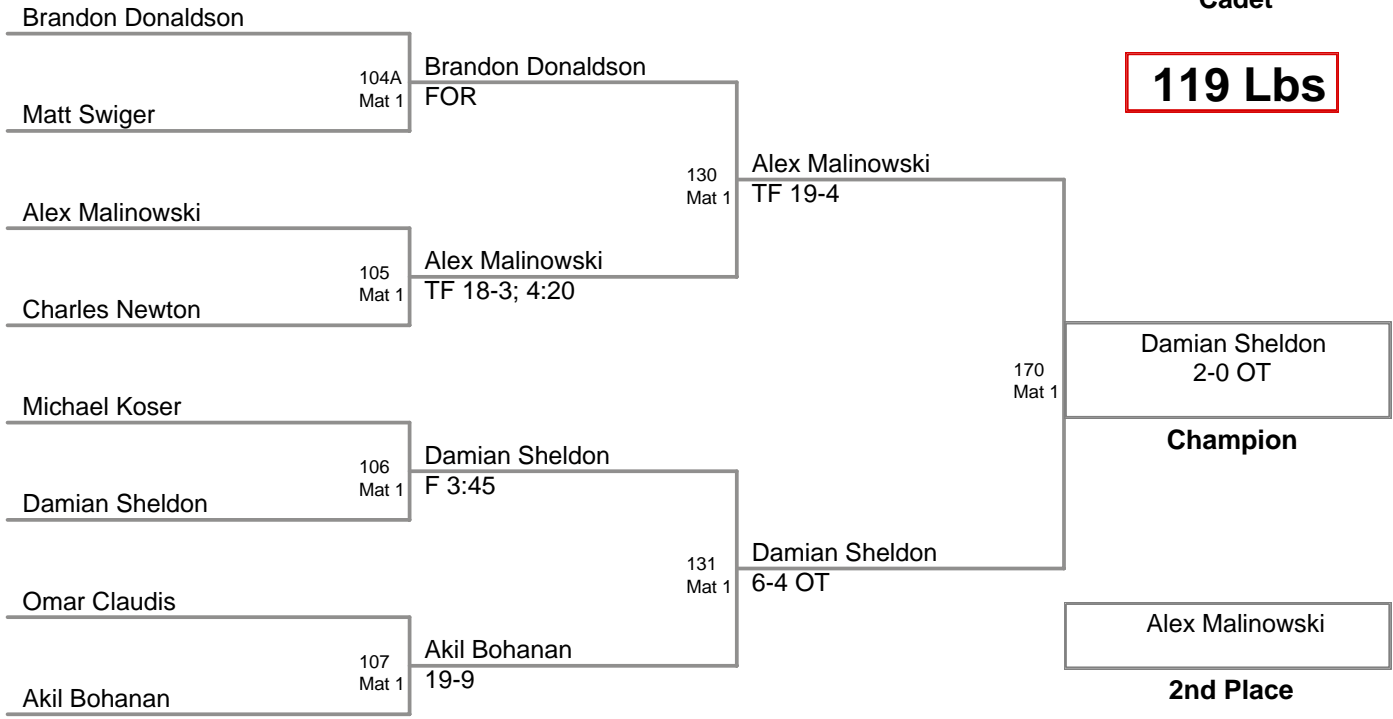 Cadet
119 Lbs
Brandon Donaldson
104A
Mat 1
Matt Swiger
Brandon Donaldson
FOR
Alex Malinowski
105
Mat 1
Charles Newton
Alex Malinowski
TF 18-3; 4:20
130
Mat 1
Alex Malinowski
TF 19-4
Michael Koser
106
Mat 1
Damian Sheldon
Damian Sheldon
F 3:45
Omar Claudis
107
Mat 1
Akil Bohanan
Akil Bohanan
19-9
131
Mat 1
Damian Sheldon
6-4 OT
170
Mat 1
Damian Sheldon
2-0 OT
Champion
Alex Malinowski
2nd Place